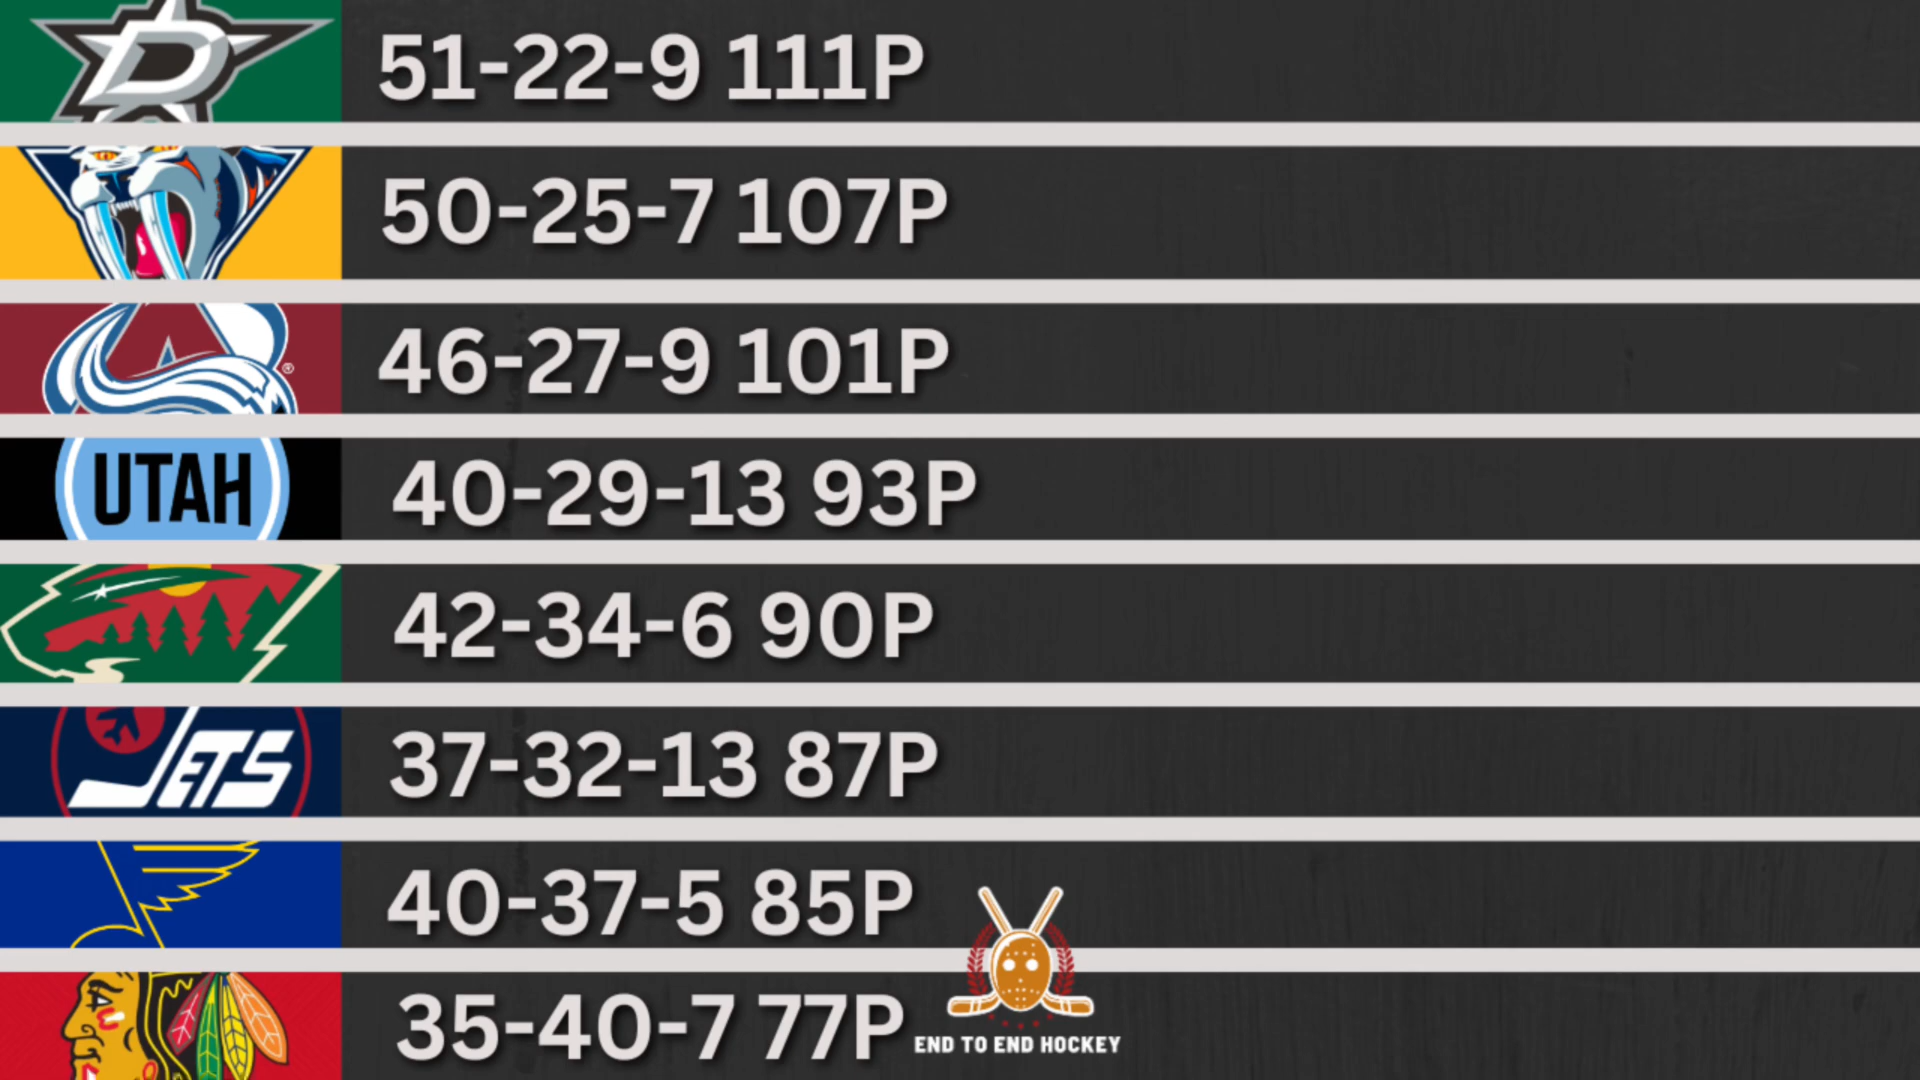 51-22-9 111P
50-25-7 107P
46-27-9 101P
®
UTAH
40-29-13 93P
42-34-6 90P
JETS
37-32-13 87P
40-37-5 85P
35-40-7 77P
END TO END HOCKEY